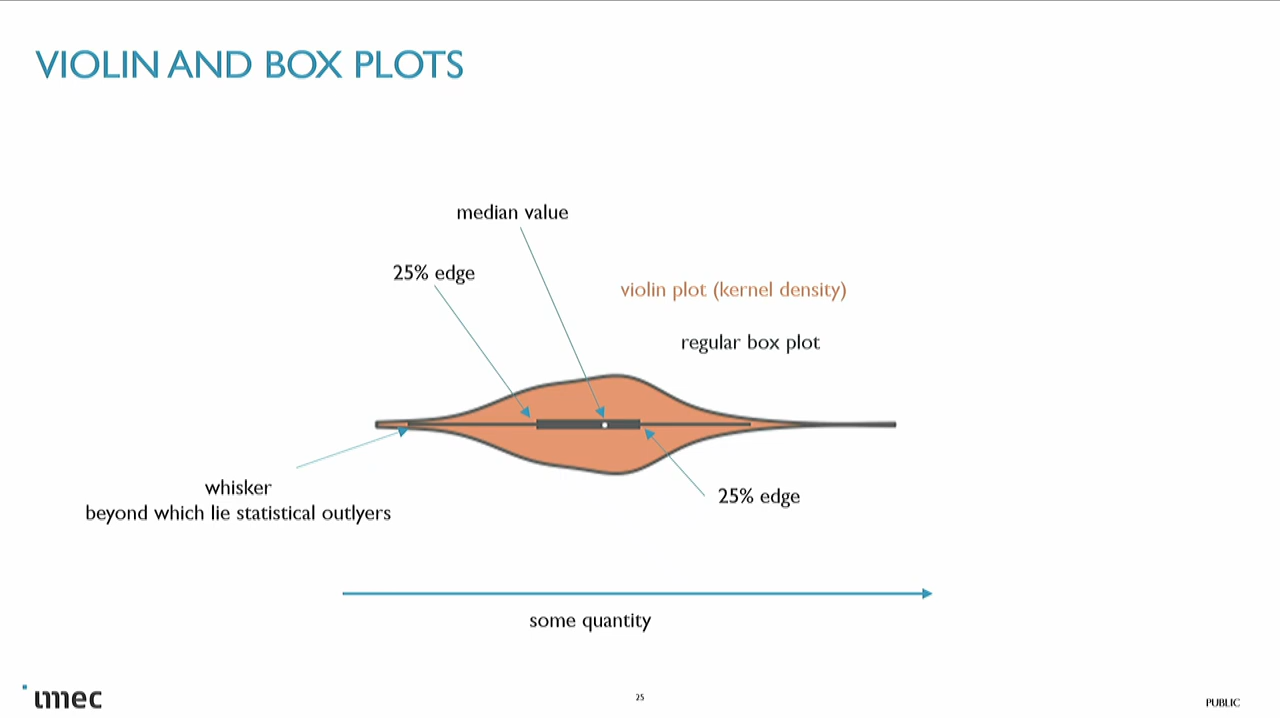 VIOLIN AND BOX PLOTS
median value
25% edge
violin plot (kernel density)
regular box plot
whisker
beyond which lie statistical outlyers
25% edge
some quantity
imec
25
PUBLIC